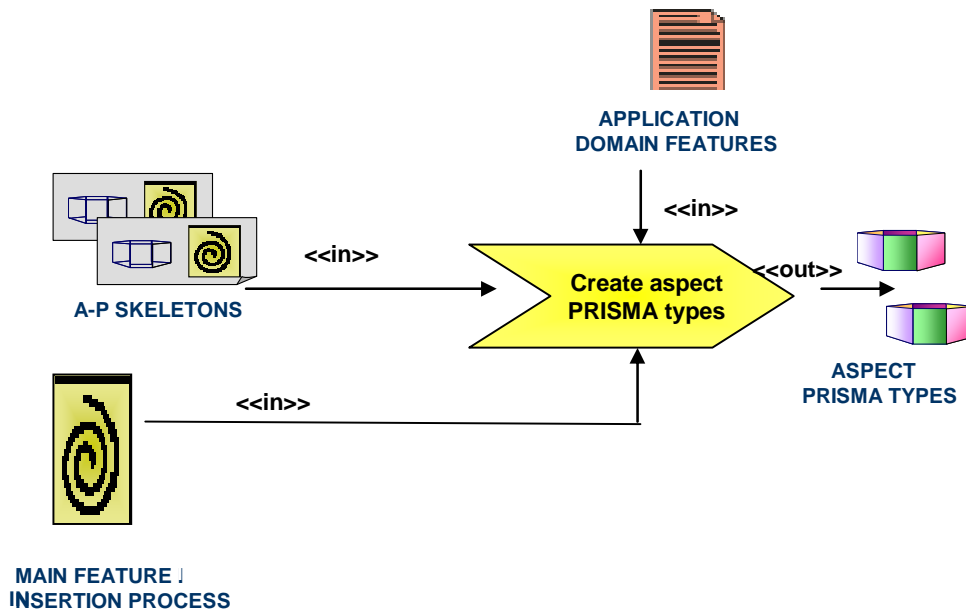 APPLICATION
DOMAIN FEATURES
<<in>>
<<in>>
Create aspect
PRISMA types
<<out>>
A-P SKELETONS
ASPECT
PRISMA TYPES
<<in>>
MAIN FEATURE
INSERTION PROCESS